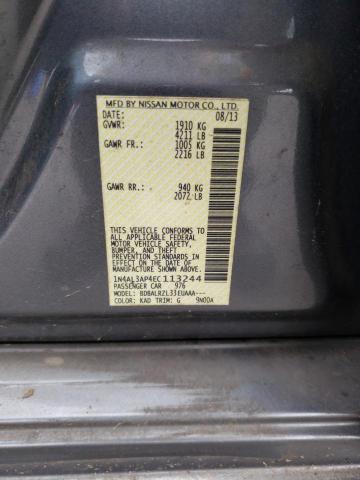 MFD BY NISSAN MOTOR CO., LTD.
DATE: 08/13
GVWR: 1910 KG
4211 LB
GAWR FR.: 1005 KG
2216 LB
GAWR RR.: 940 KG
2072 LB
THIS VEHICLE CONFORMS TO
ALL APPLICABLE FEDERAL
MOTOR VEHICLE SAFETY,
BUMPER, AND THEFT
PREVENTION STANDARDS IN
EFFECT ON THE DATE OF
MANUFACTURE SHOWN ABOVE.
1N4AL3AP4EC113244
PASSENGER CAR 976
MODEL: BDBALRZL33EUAAA---
COLOR: KAD TRIM: G 9N00A